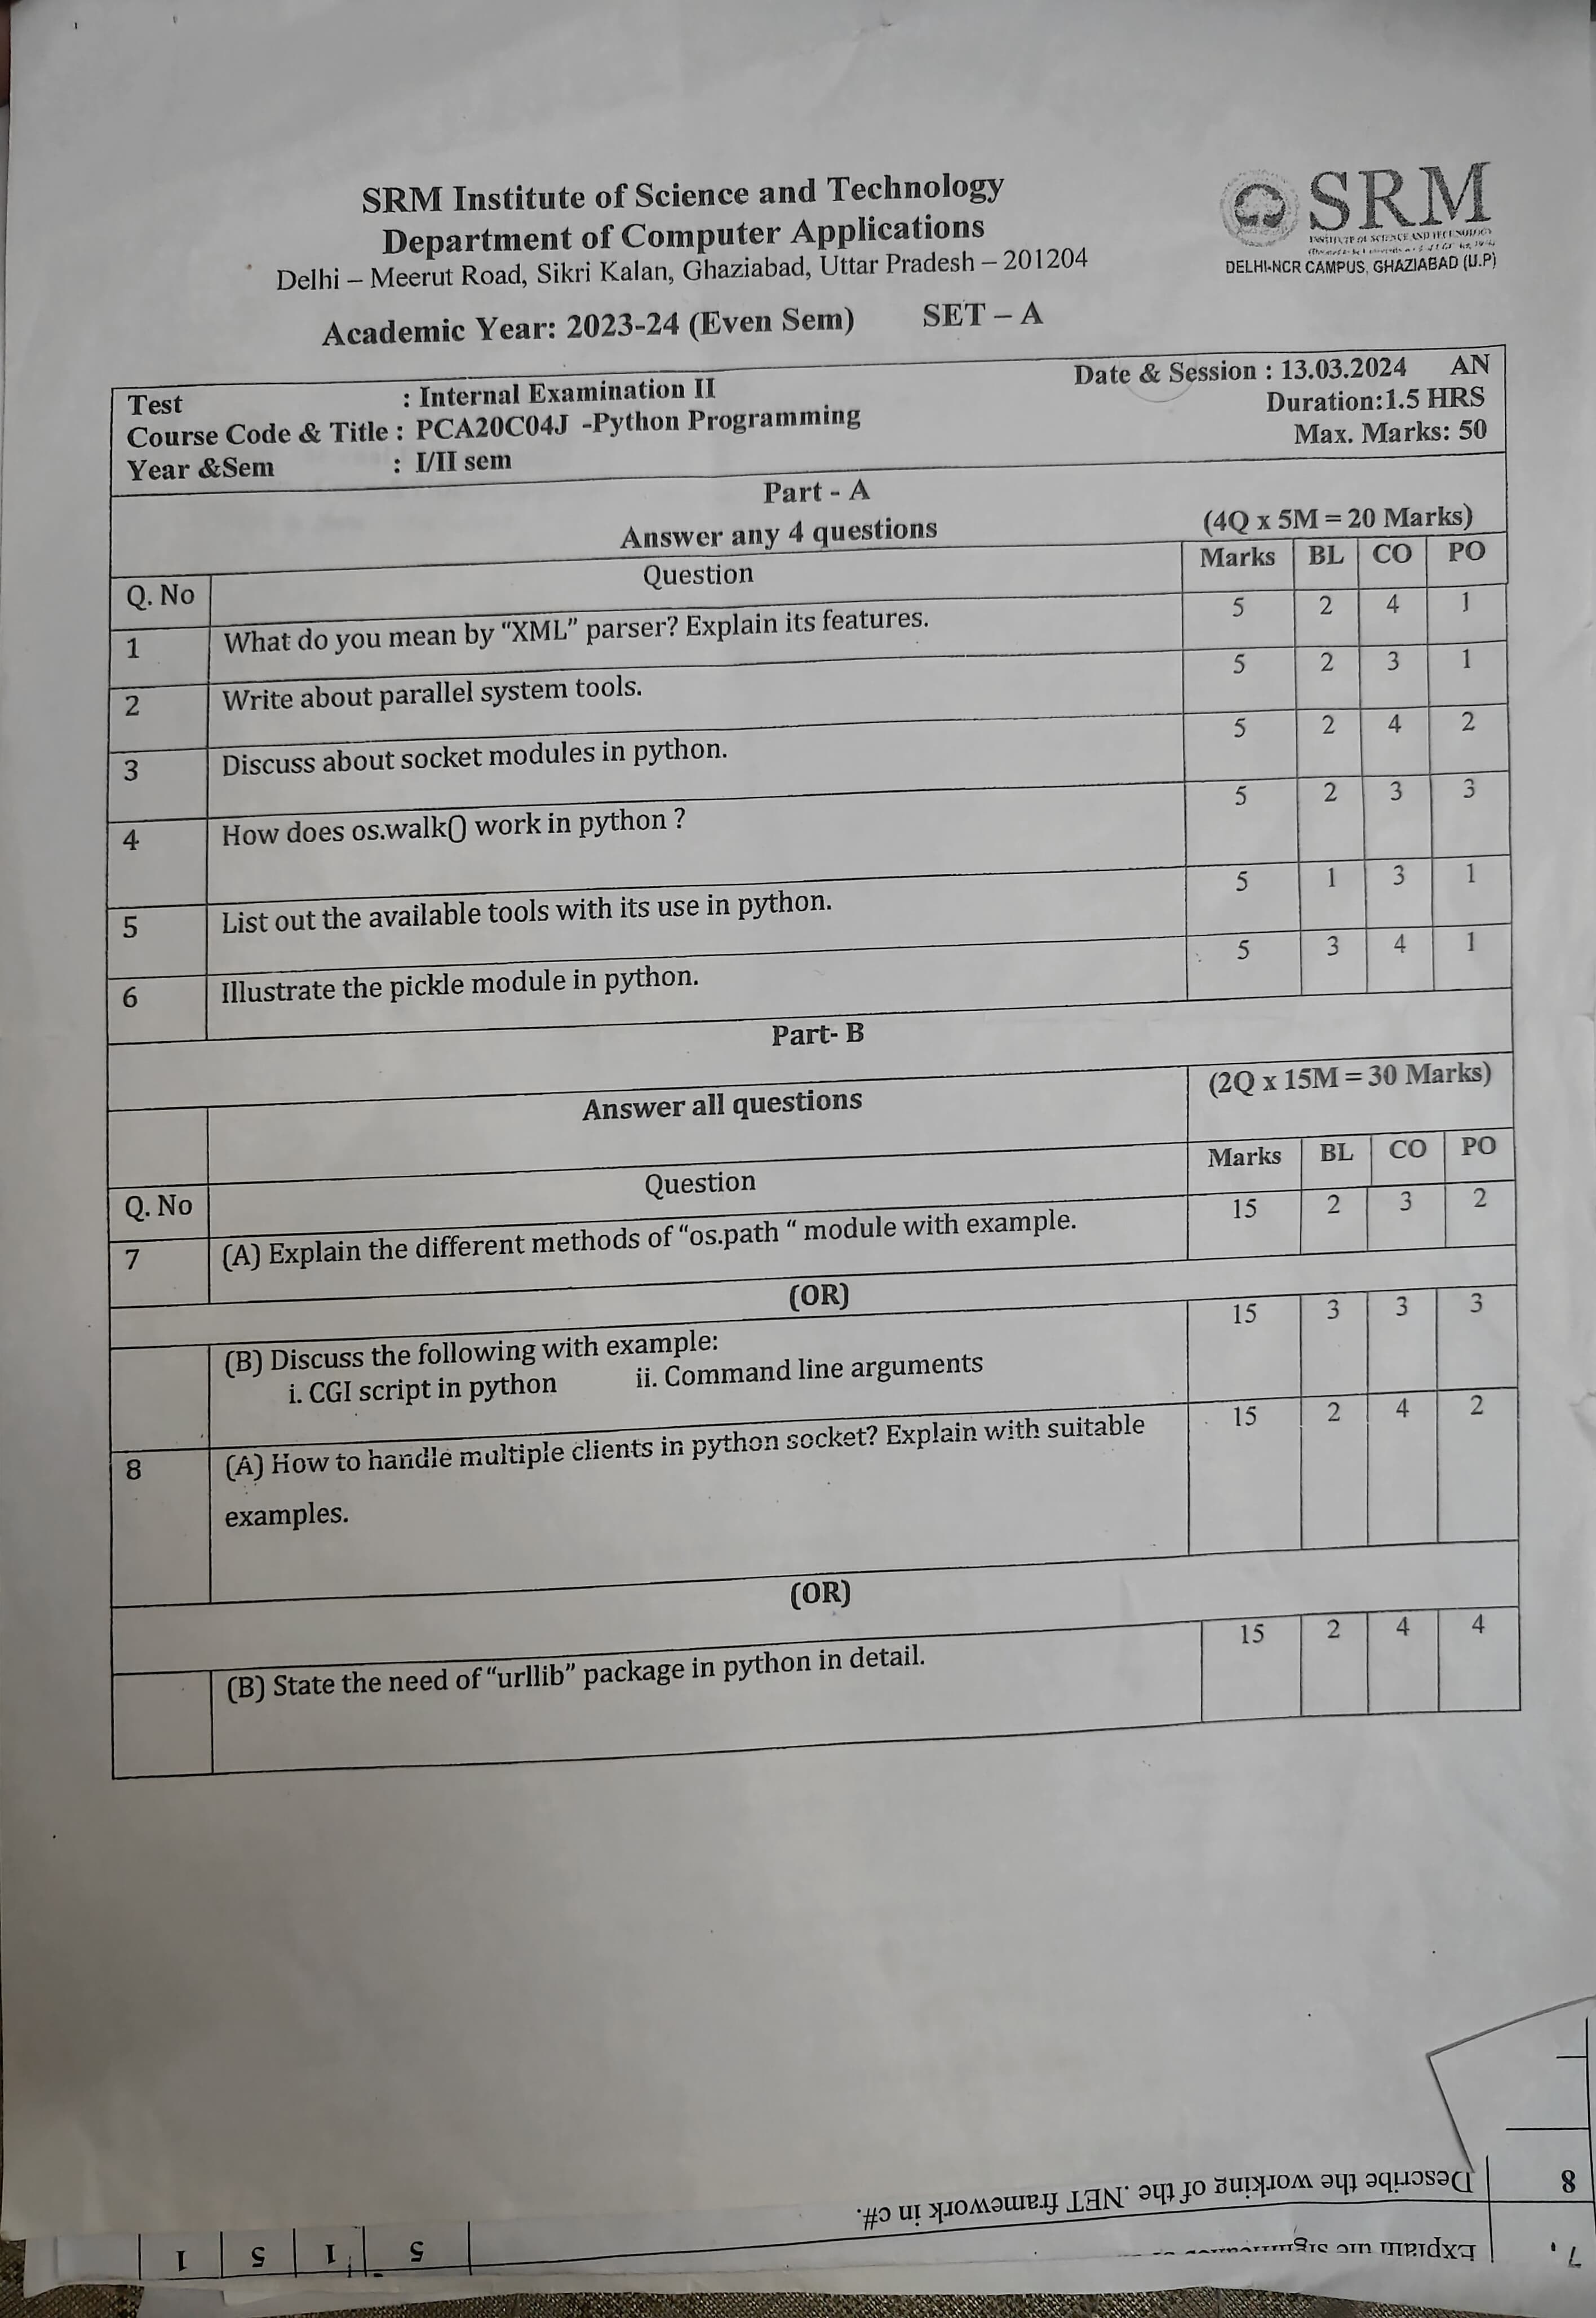 SRM Institute of Science and Technology
Department of Computer Applications
Delhi – Meerut Road, Sikri Kalan, Ghaziabad, Uttar Pradesh – 201204
SRM
INSTITUTE OF SCIENCE AND TECHNOLOGY
DELHI-NCR CAMPUS, GHAZIABAD (U.P)
Academic Year: 2023-24 (Even Sem) SET – A
Test : Internal Examination II Date & Session : 13.03.2024 AN
Course Code & Title : PCA20C04J -Python Programming Duration:1.5 HRS
Year &Sem : I/II sem Max. Marks: 50
Part - A
Answer any 4 questions (4Q x 5M = 20 Marks)
Q. No Question Marks BL CO PO
1 What do you mean by “XML” parser? Explain its features. 5 2 4 1
2 Write about parallel system tools. 5 2 3 1
3 Discuss about socket modules in python. 5 2 4 2
4 How does os.walk() work in python ? 5 2 3 3
5 List out the available tools with its use in python. 5 1 3 1
6 Illustrate the pickle module in python. 5 3 4 1
Part- B
Answer all questions (2Q x 15M = 30 Marks)
Q. No Question Marks BL CO PO
7 (A) Explain the different methods of “os.path “ module with example. 15 2 3 2
(OR)
(B) Discuss the following with example: 15 3 3 3
i. CGI script in python ii. Command line arguments
8 (A) How to handle multiple clients in python socket? Explain with suitable 15 2 4 2
examples.
(OR)
(B) State the need of “urllib” package in python in detail. 15 2 4 4
8 Describe the working of the .NET framework in c#.
7. Explain the
5 1 5 1